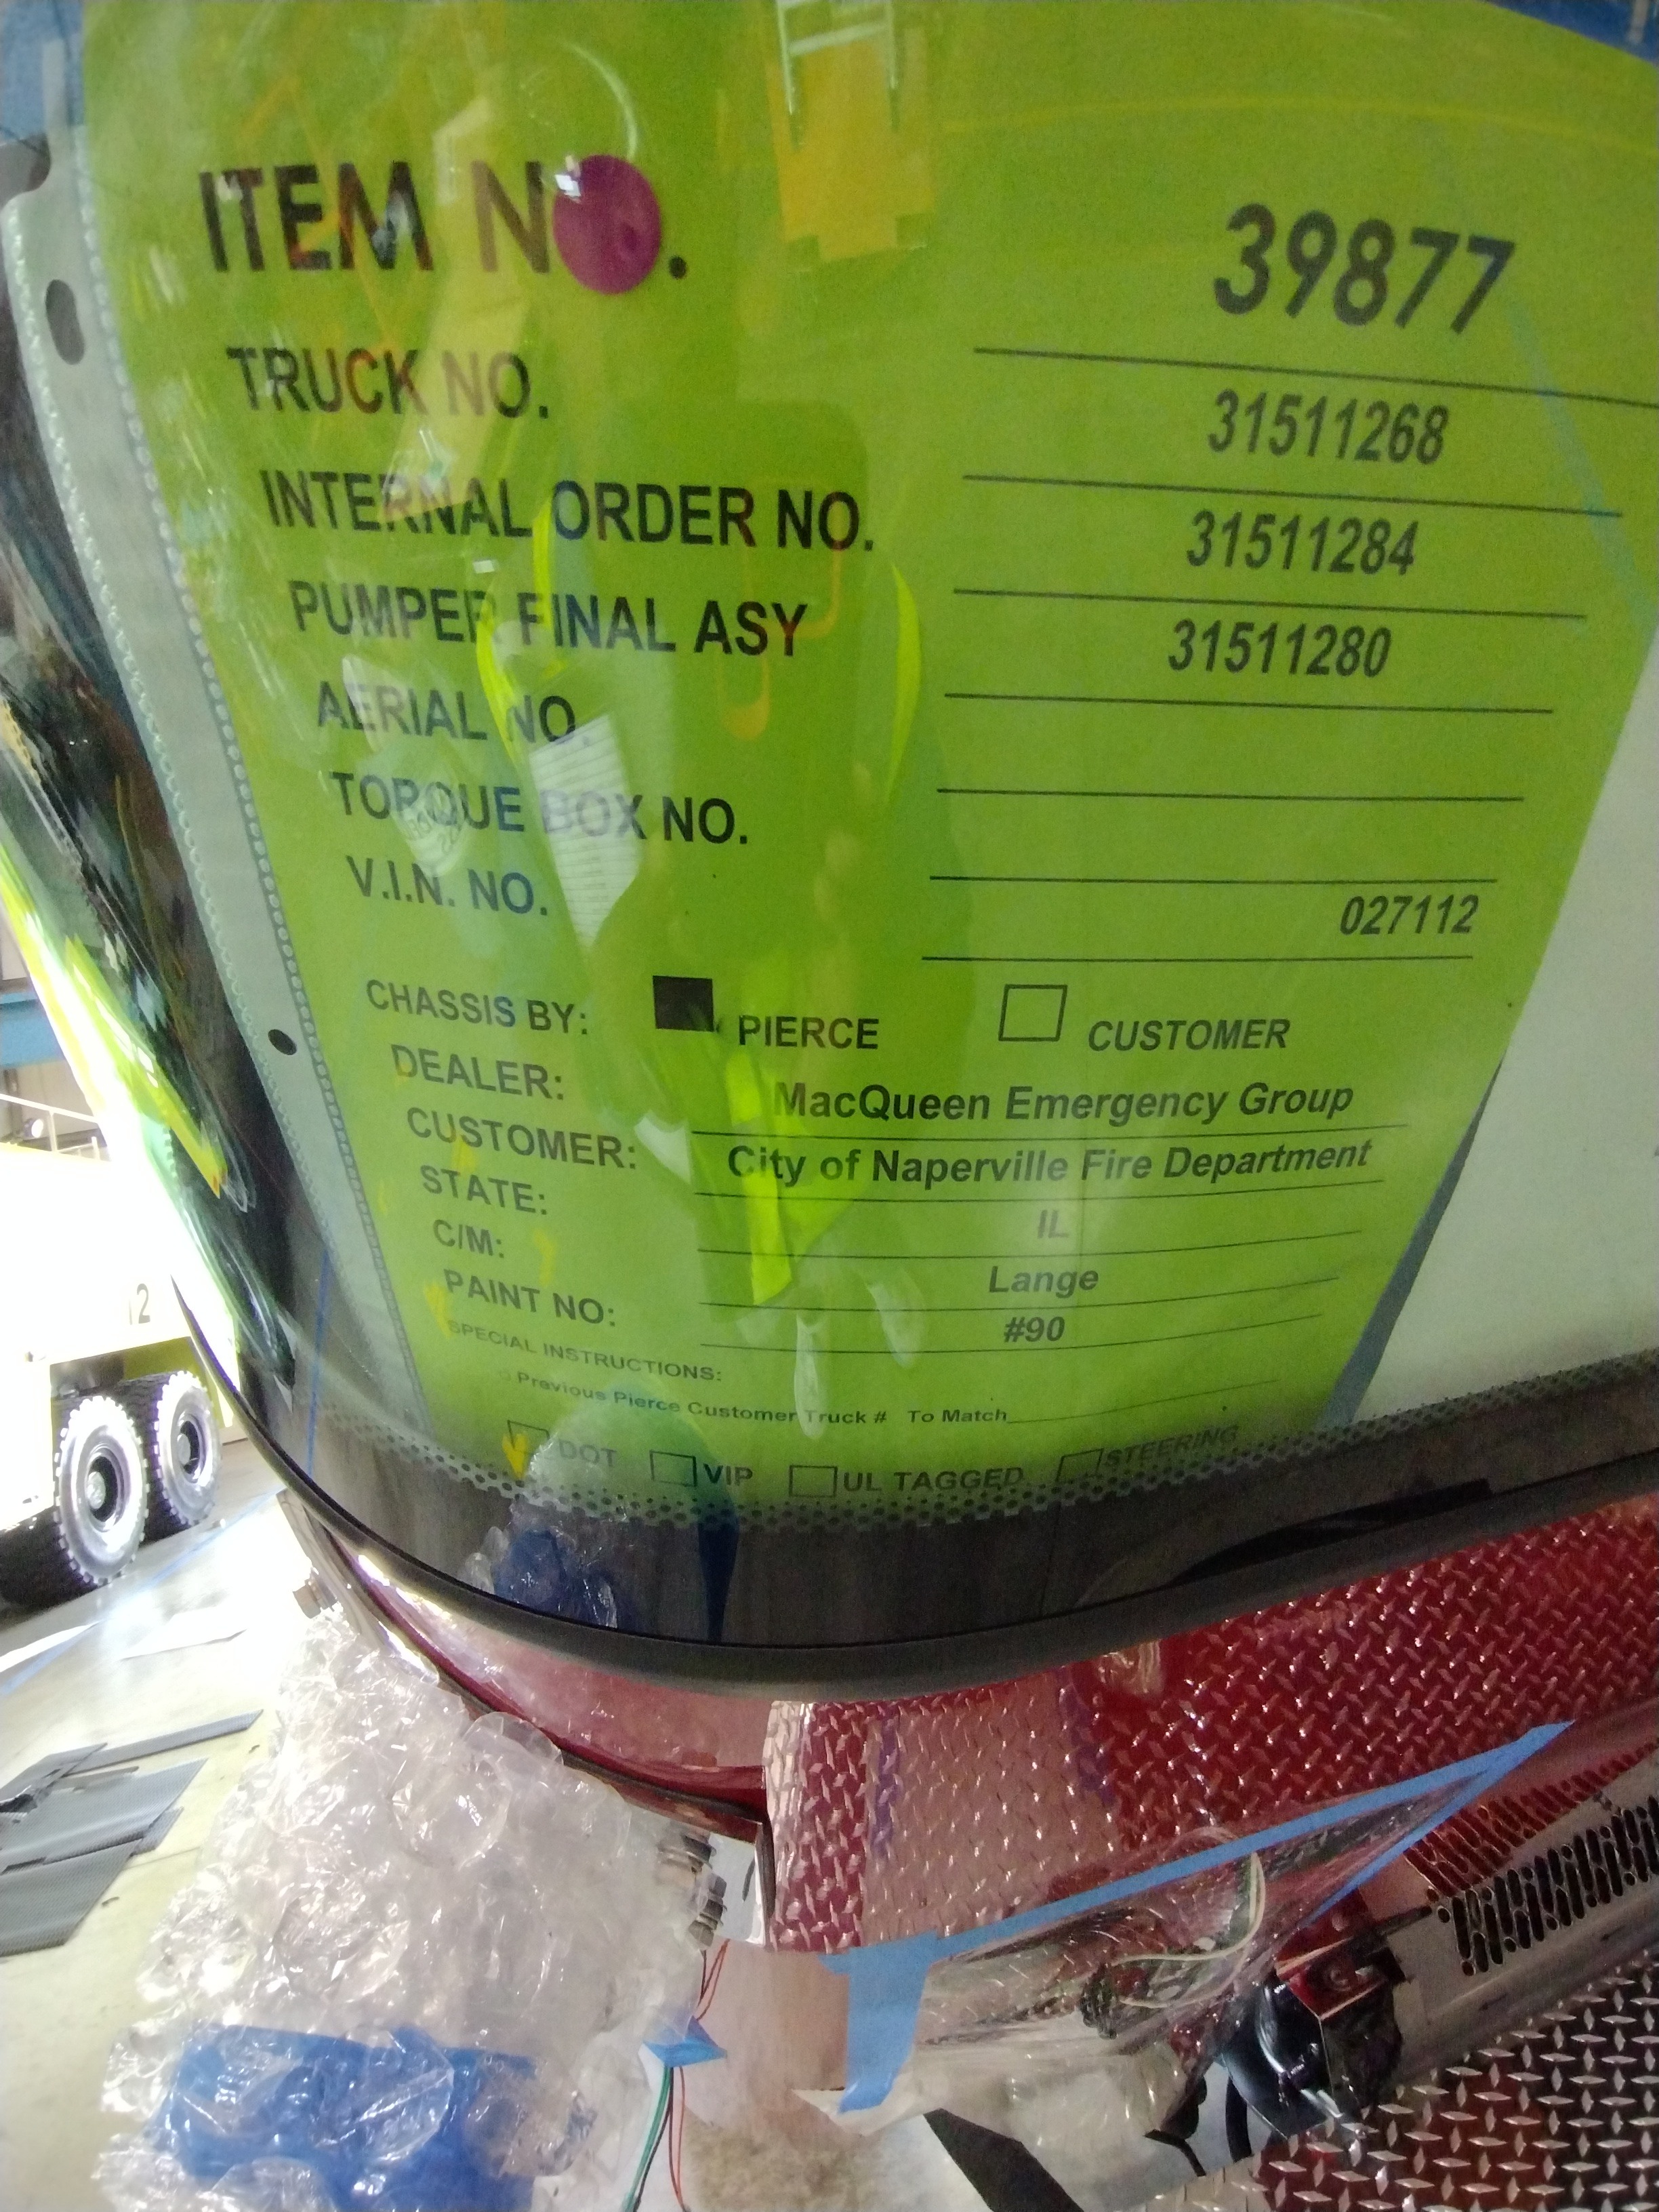 ITEM NO. 39877
TRUCK NO. 31511268
INTERNAL ORDER NO. 31511284
PUMPER FINAL ASY 31511280
AERIAL NO.
TORQUE BOX NO.
V.I.N. NO. 027112
CHASSIS BY: PIERCE CUSTOMER
DEALER: MacQueen Emergency Group
CUSTOMER: City of Naperville Fire Department
STATE: IL
C/M: Lange
PAINT NO: #90
SPECIAL INSTRUCTIONS:
Previous Pierce Customer Truck # To Match
DOT VIP UL TAGGED STEERING
2